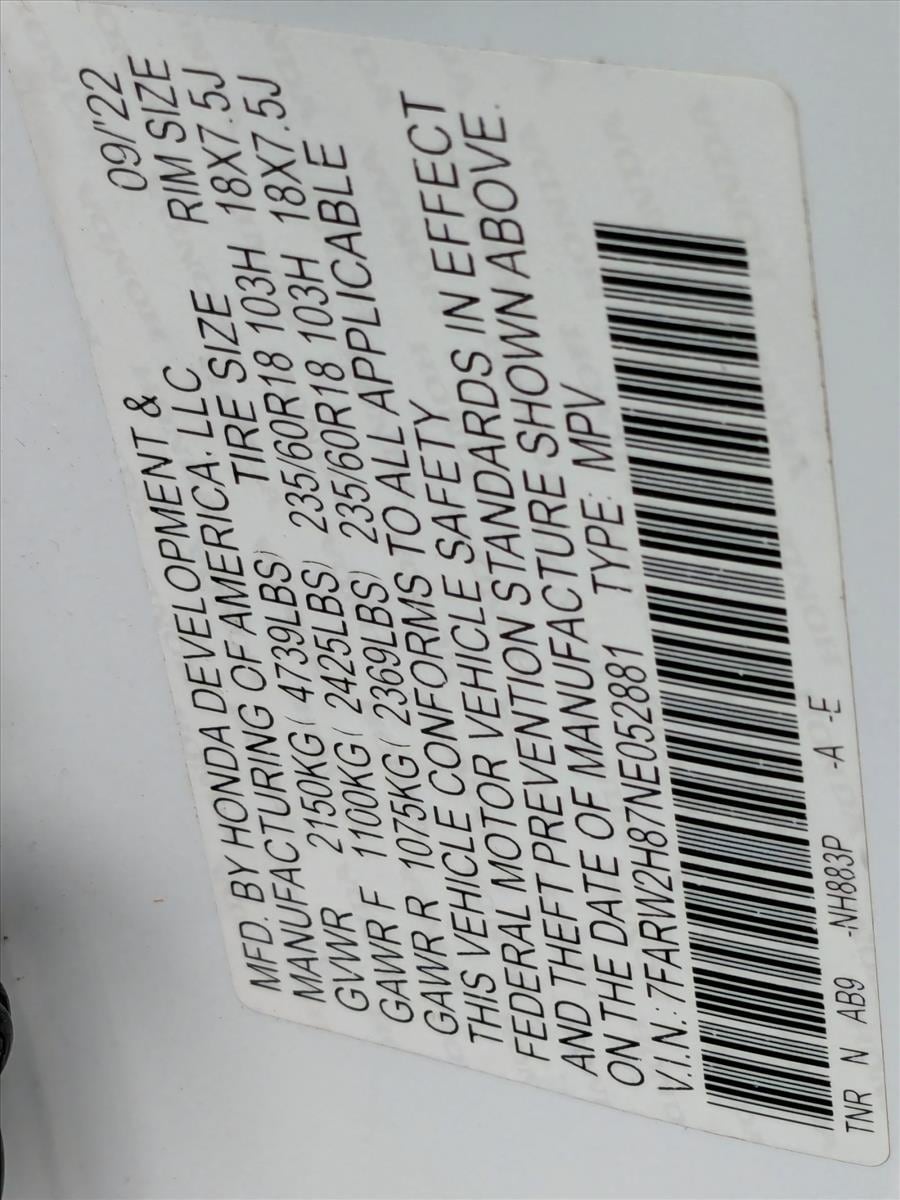 MFD. BY HONDA DEVELOPMENT & 09/'22
MANUFACTURING OF AMERICA. LLC RIM SIZE
GVWR 2150KG( 4739LBS) TIRE SIZE 18X7.5J
GAWR F 1100KG( 2425LBS) 235/60R18 103H 18X7.5J
GAWR R 1075KG( 2369LBS) 235/60R18 103H
THIS VEHICLE CONFORMS TO ALL APPLICABLE
FEDERAL MOTOR VEHICLE SAFETY
AND THEFT PREVENTION STANDARDS IN EFFECT
ON THE DATE OF MANUFACTURE SHOWN ABOVE.
V.I.N.:7FARW2H87NE052881 TYPE: MPV
TNR N AB9 -NH883P -A -E